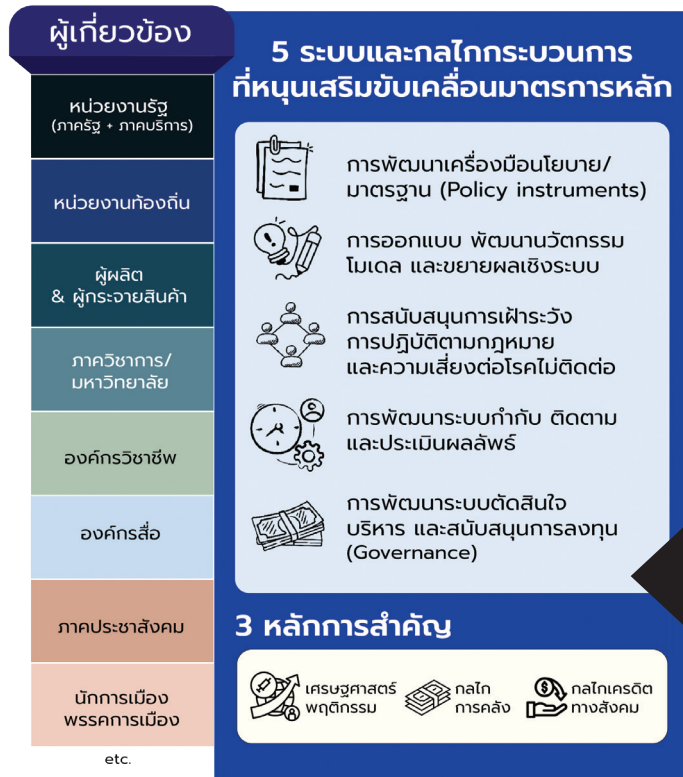 ผู้เกี่ยวข้อง
หน่วยงานรัฐ
(ภาครัฐ + ภาคบริการ)
หน่วยงานท้องถิ่น
ผู้ผลิต
& ผู้กระจายสินค้า
ภาควิชาการ/
มหาวิทยาลัย
องค์กรวิชาชีพ
องค์กรสื่อ
ภาคประชาสังคม
นักการเมือง
พรรคการเมือง
etc.
5 ระบบและกลไกกระบวนการ
ที่หนุนเสริมขับเคลื่อนมาตรการหลัก
การพัฒนาเครื่องมือนโยบาย/
มาตรฐาน (Policy instruments)
การออกแบบ พัฒนานวัตกรรม
โมเดล และขยายผลเชิงระบบ
การสนับสนุนการเฝ้าระวัง
การปฏิบัติตามกฎหมาย
และความเสี่ยงต่อโรคไม่ติดต่อ
การพัฒนาระบบกำกับ ติดตาม
และประเมินผลลัพธ์
การพัฒนาระบบตัดสินใจ
บริหาร และสนับสนุนการลงทุน
(Governance)
3 หลักการสำคัญ
เศรษฐศาสตร์
พฤติกรรม
กลไก
การคลัง
กลไกเครดิต
ทางสังคม